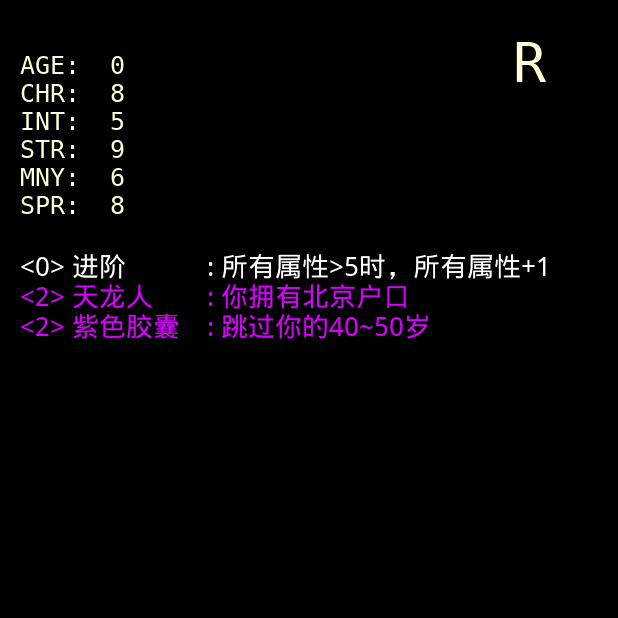 R
AGE: 0
CHR: 8
INT: 5
STR: 9
MNY: 6
SPR: 8
<0> 进阶 : 所有属性>5时，所有属性+1
<2> 天龙人 : 你拥有北京户口
<2> 紫色胶囊 : 跳过你的40~50岁